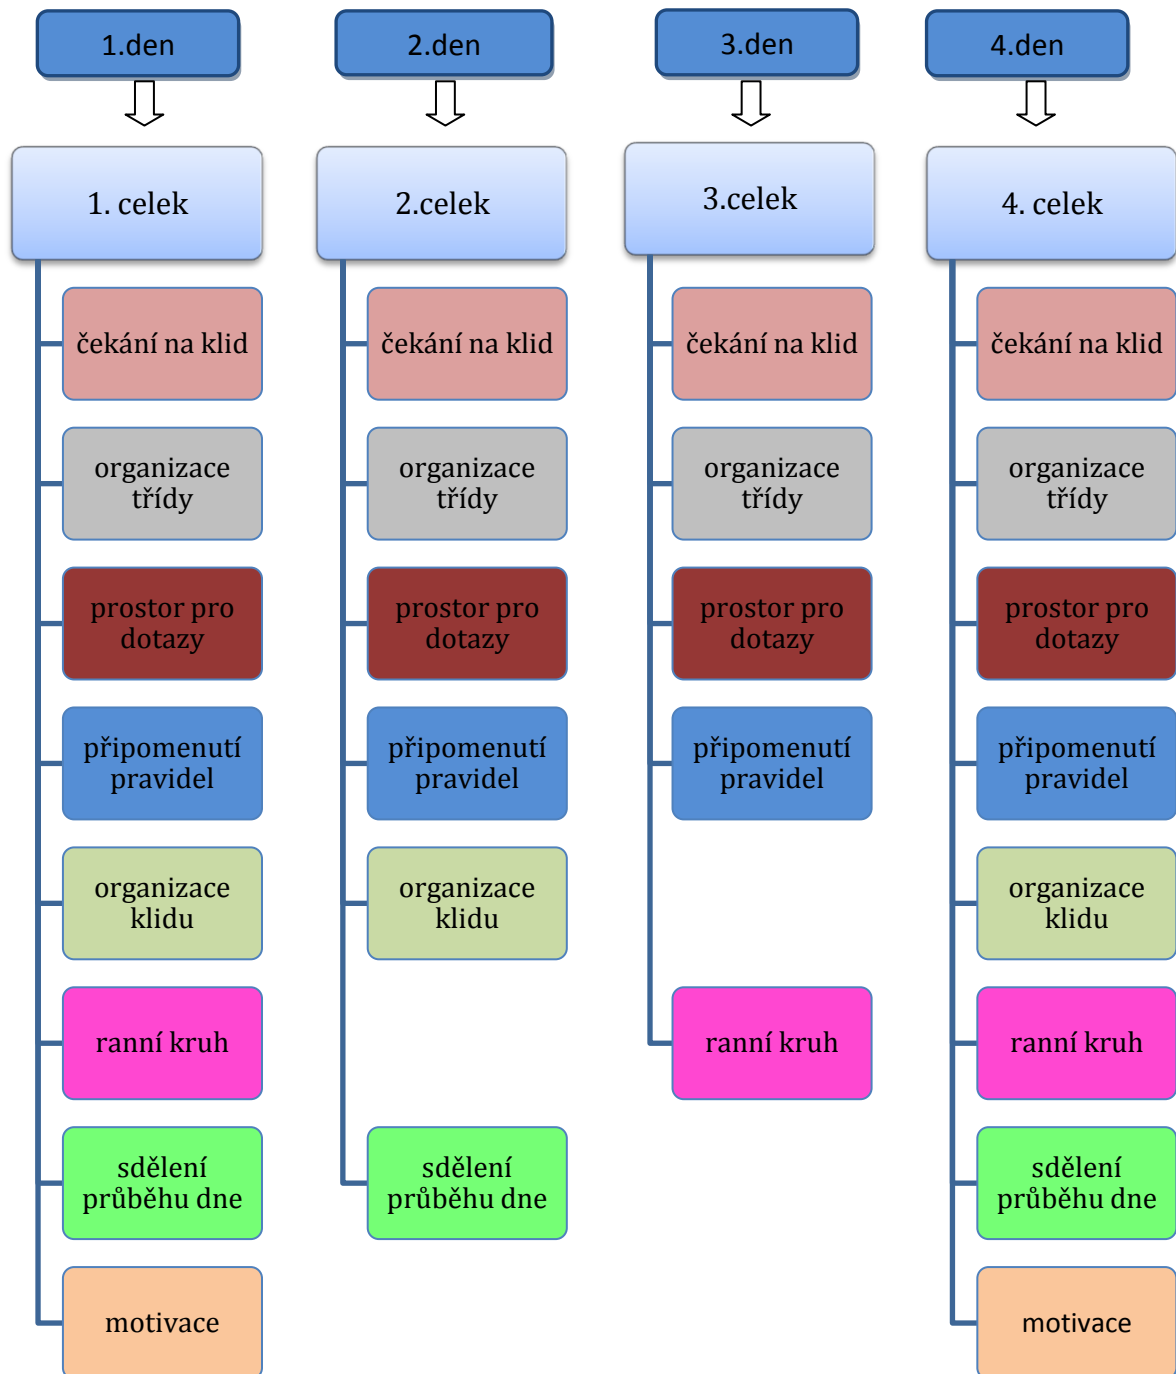 1.den
2.den
3.den
4.den
1. celek
2.celek
3.celek
4. celek
čekání na klid
čekání na klid
čekání na klid
čekání na klid
organizace
třídy
organizace
třídy
organizace
třídy
organizace
třídy
prostor pro
dotazy
prostor pro
dotazy
prostor pro
dotazy
prostor pro
dotazy
připomenutí
pravidel
připomenutí
pravidel
připomenutí
pravidel
připomenutí
pravidel
organizace
klidu
organizace
klidu
organizace
klidu
ranní kruh
ranní kruh
ranní kruh
sdělení
průběhu dne
sdělení
průběhu dne
sdělení
průběhu dne
motivace
motivace